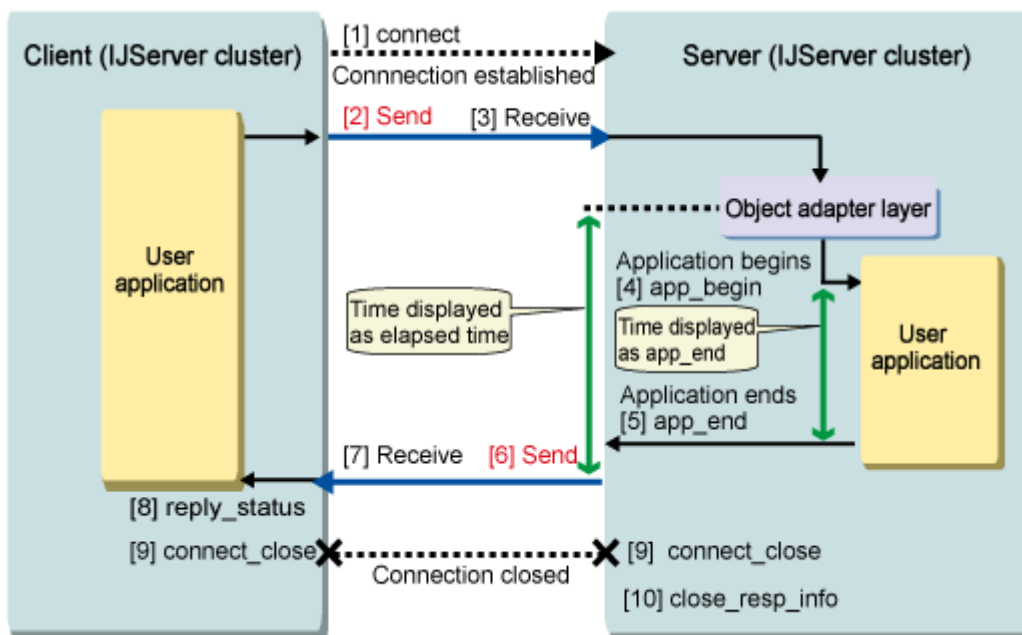 Client (IJServer cluster)
[1] connect
Connnection established
Server (IJServer cluster)
[2] Send
[3] Receive
Object adapter layer
User
application
Application begins
[4] app_begin
Time displayed
as elapsed time
Time displayed
as app_end
User
application
Application ends
[5] app_end
[7] Receive
[6] Send
[8] reply_status
[9] connect_close
Connection closed
[9] connect_close
[10] close_resp_info